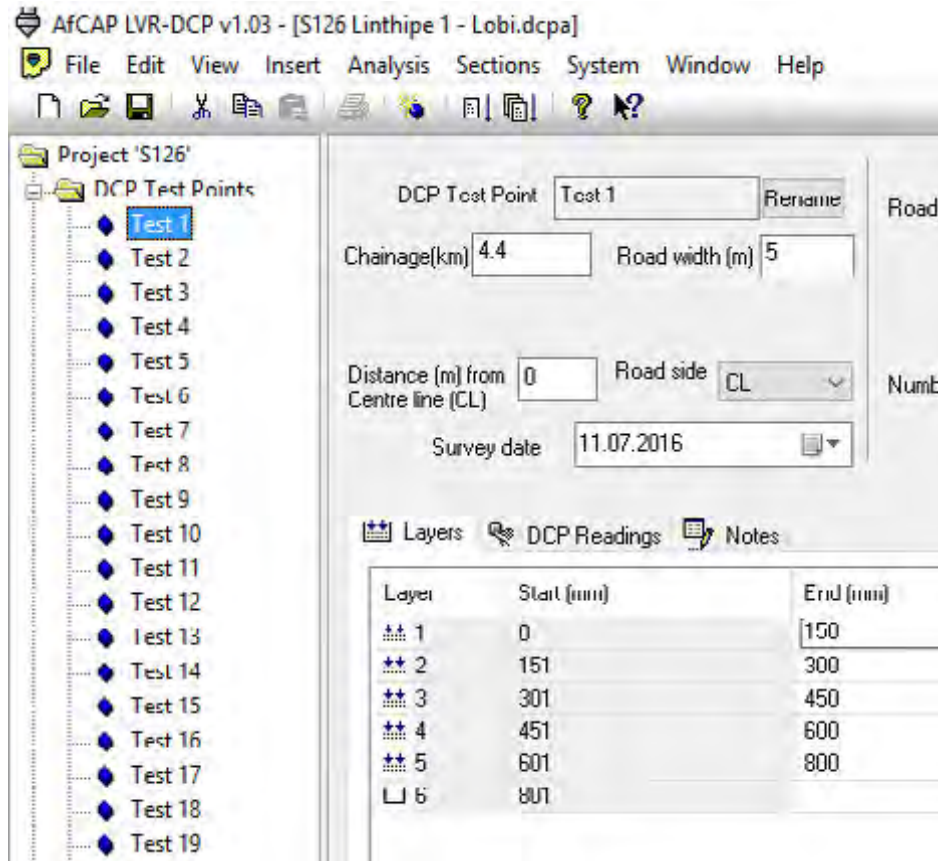 AfCAP LVR-DCP v1.03 - [S126 Linthipe 1 - Lobi.dcpa]
File Edit View Insert Analysis Sections System Window Help
Project 'S126'
DCP Test Points
Test 1
Test 2
Test 3
Test 4
Test 5
Test 6
Test 7
Test 8
Test 9
Test 10
Test 11
Test 12
Test 13
Test 14
Test 15
Test 16
Test 17
Test 18
Test 19
DCP Test Point Test 1 Rename
Road
Chainage(km) 4.4 Road width (m) 5
Distance (m) from Centre line (CL) 0 Road side CL
Numb
Survey date 11.07.2016
Layers DCP Readings Notes
Layer Start (mm) End (mm)
1 0 150
2 151 300
3 301 450
4 451 600
5 601 800
6 801